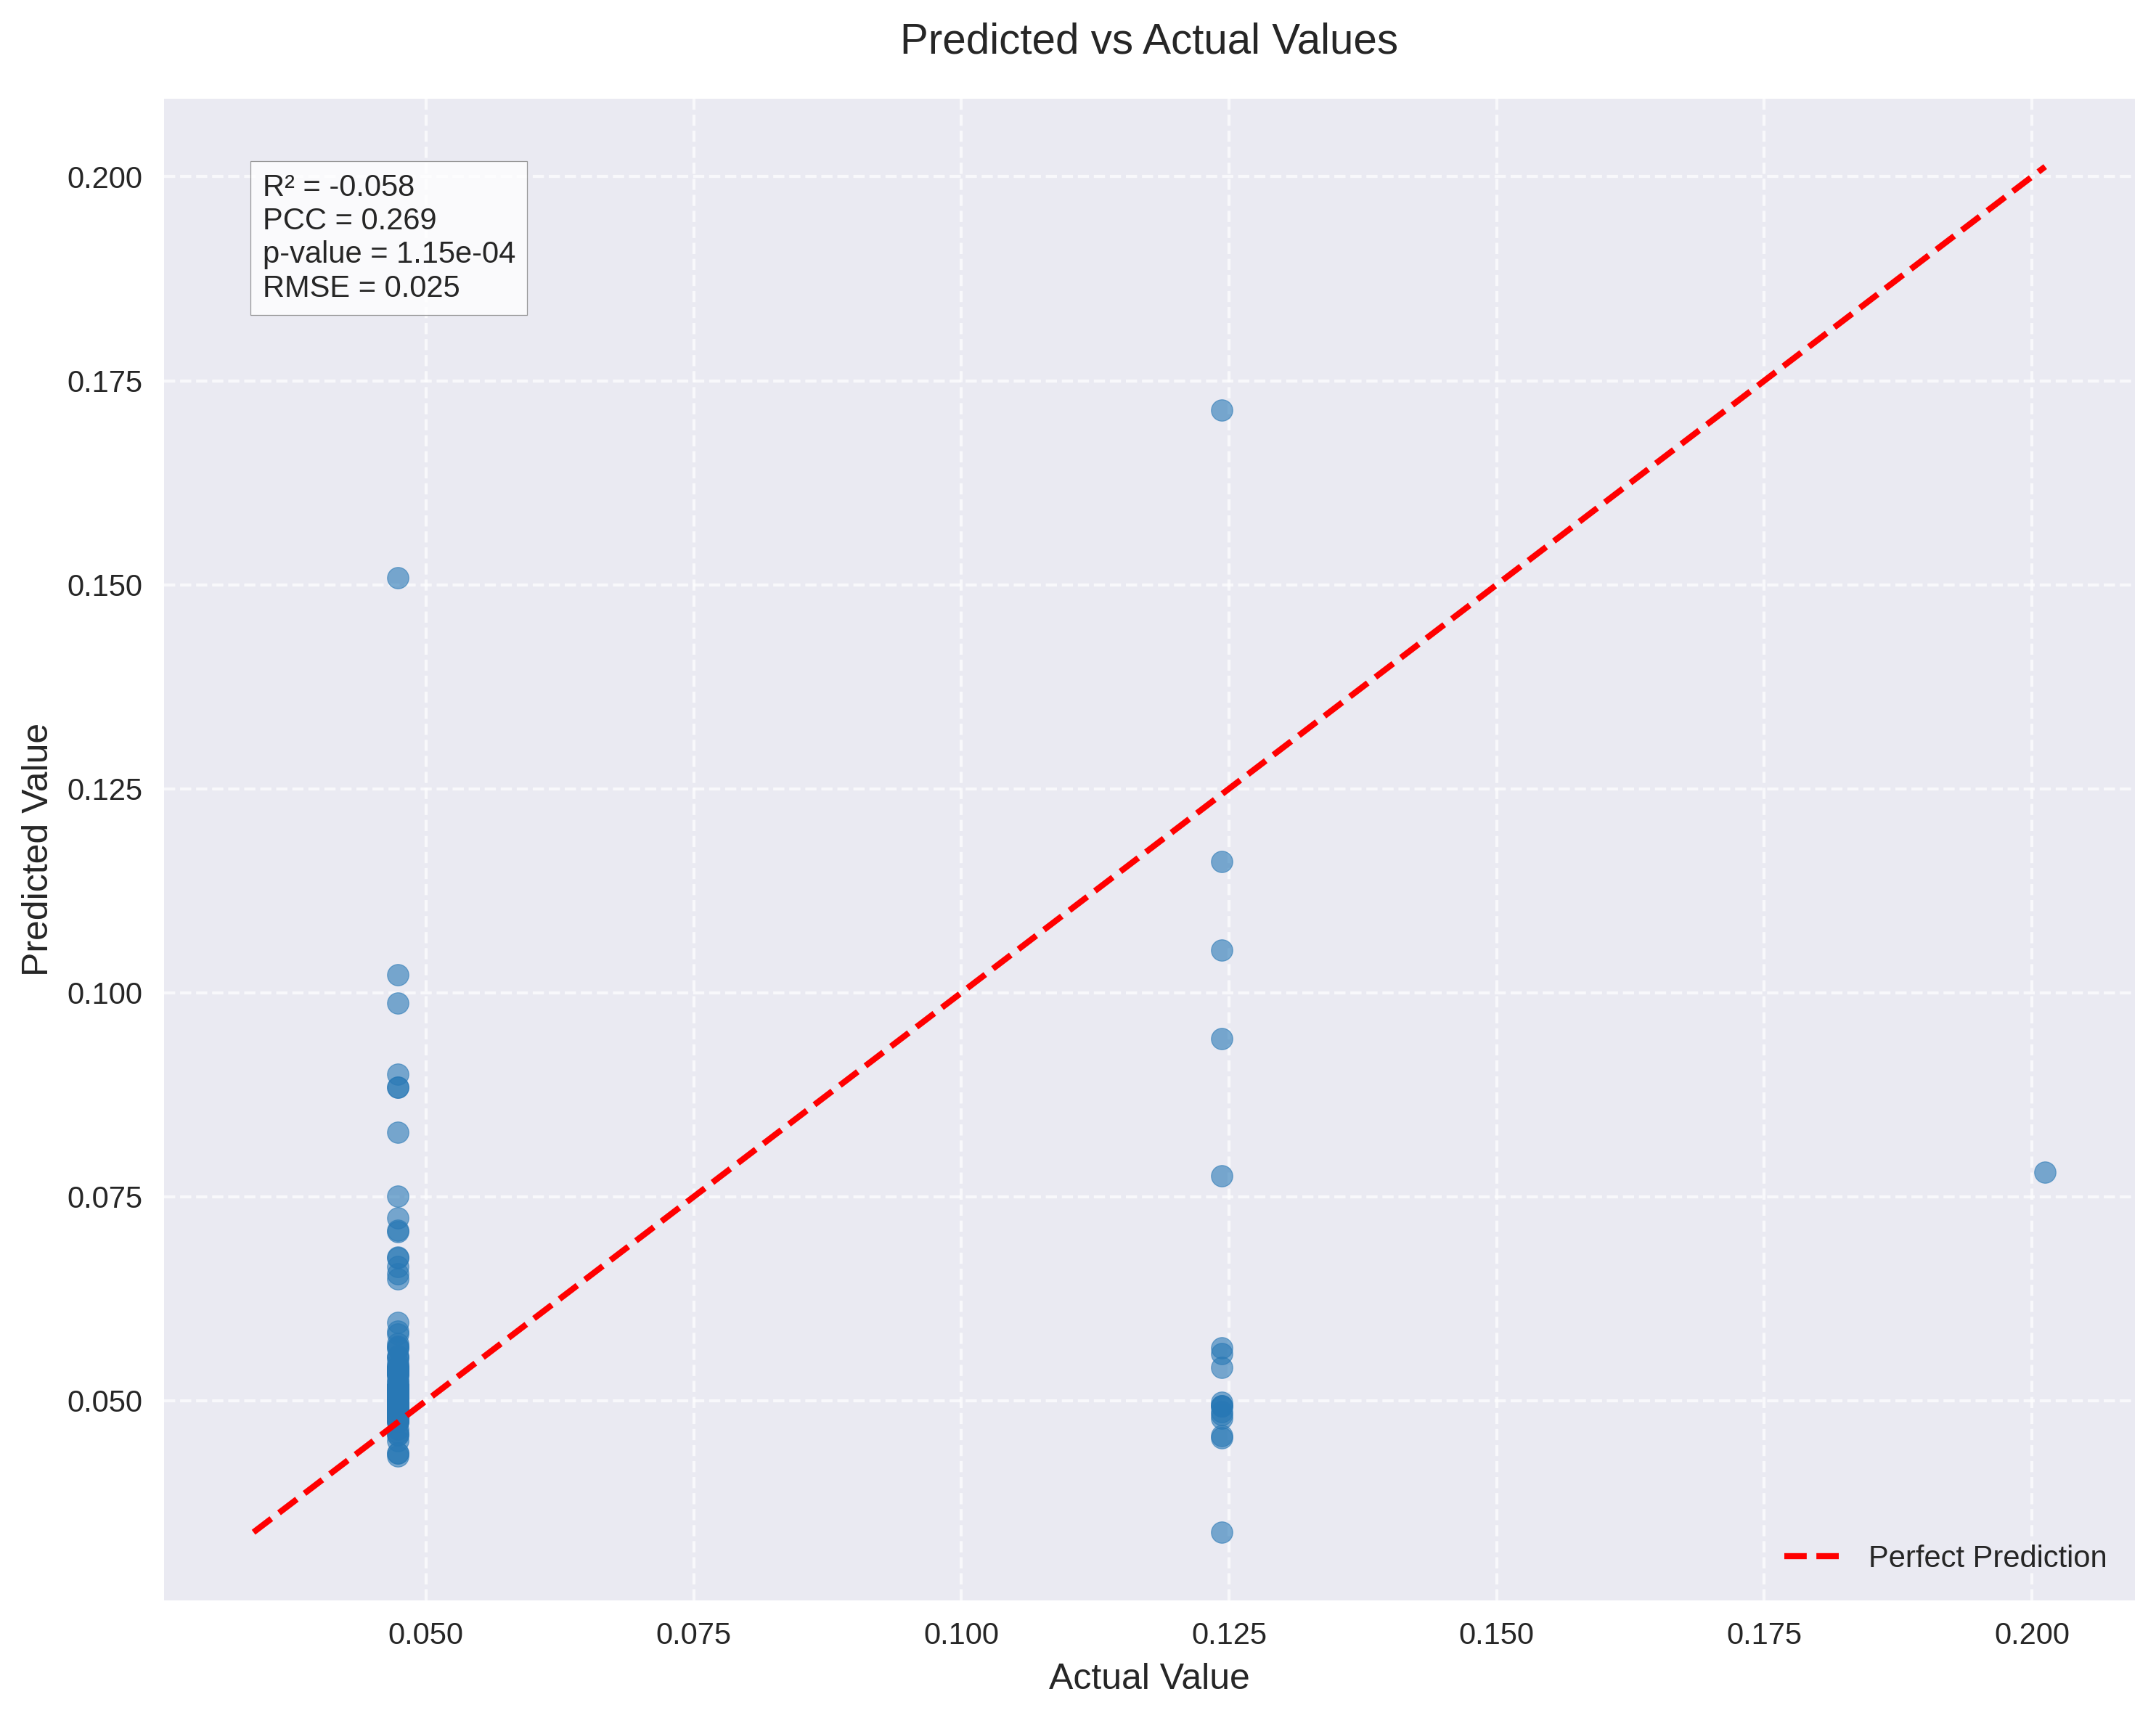 Predicted vs Actual Values
R² = -0.058
PCC = 0.269
p-value = 1.15e-04
RMSE = 0.025
0.200
0.175
0.150
0.125
0.100
0.075
0.050
Predicted Value
Perfect Prediction
0.050 0.075 0.100 0.125 0.150 0.175 0.200
Actual Value